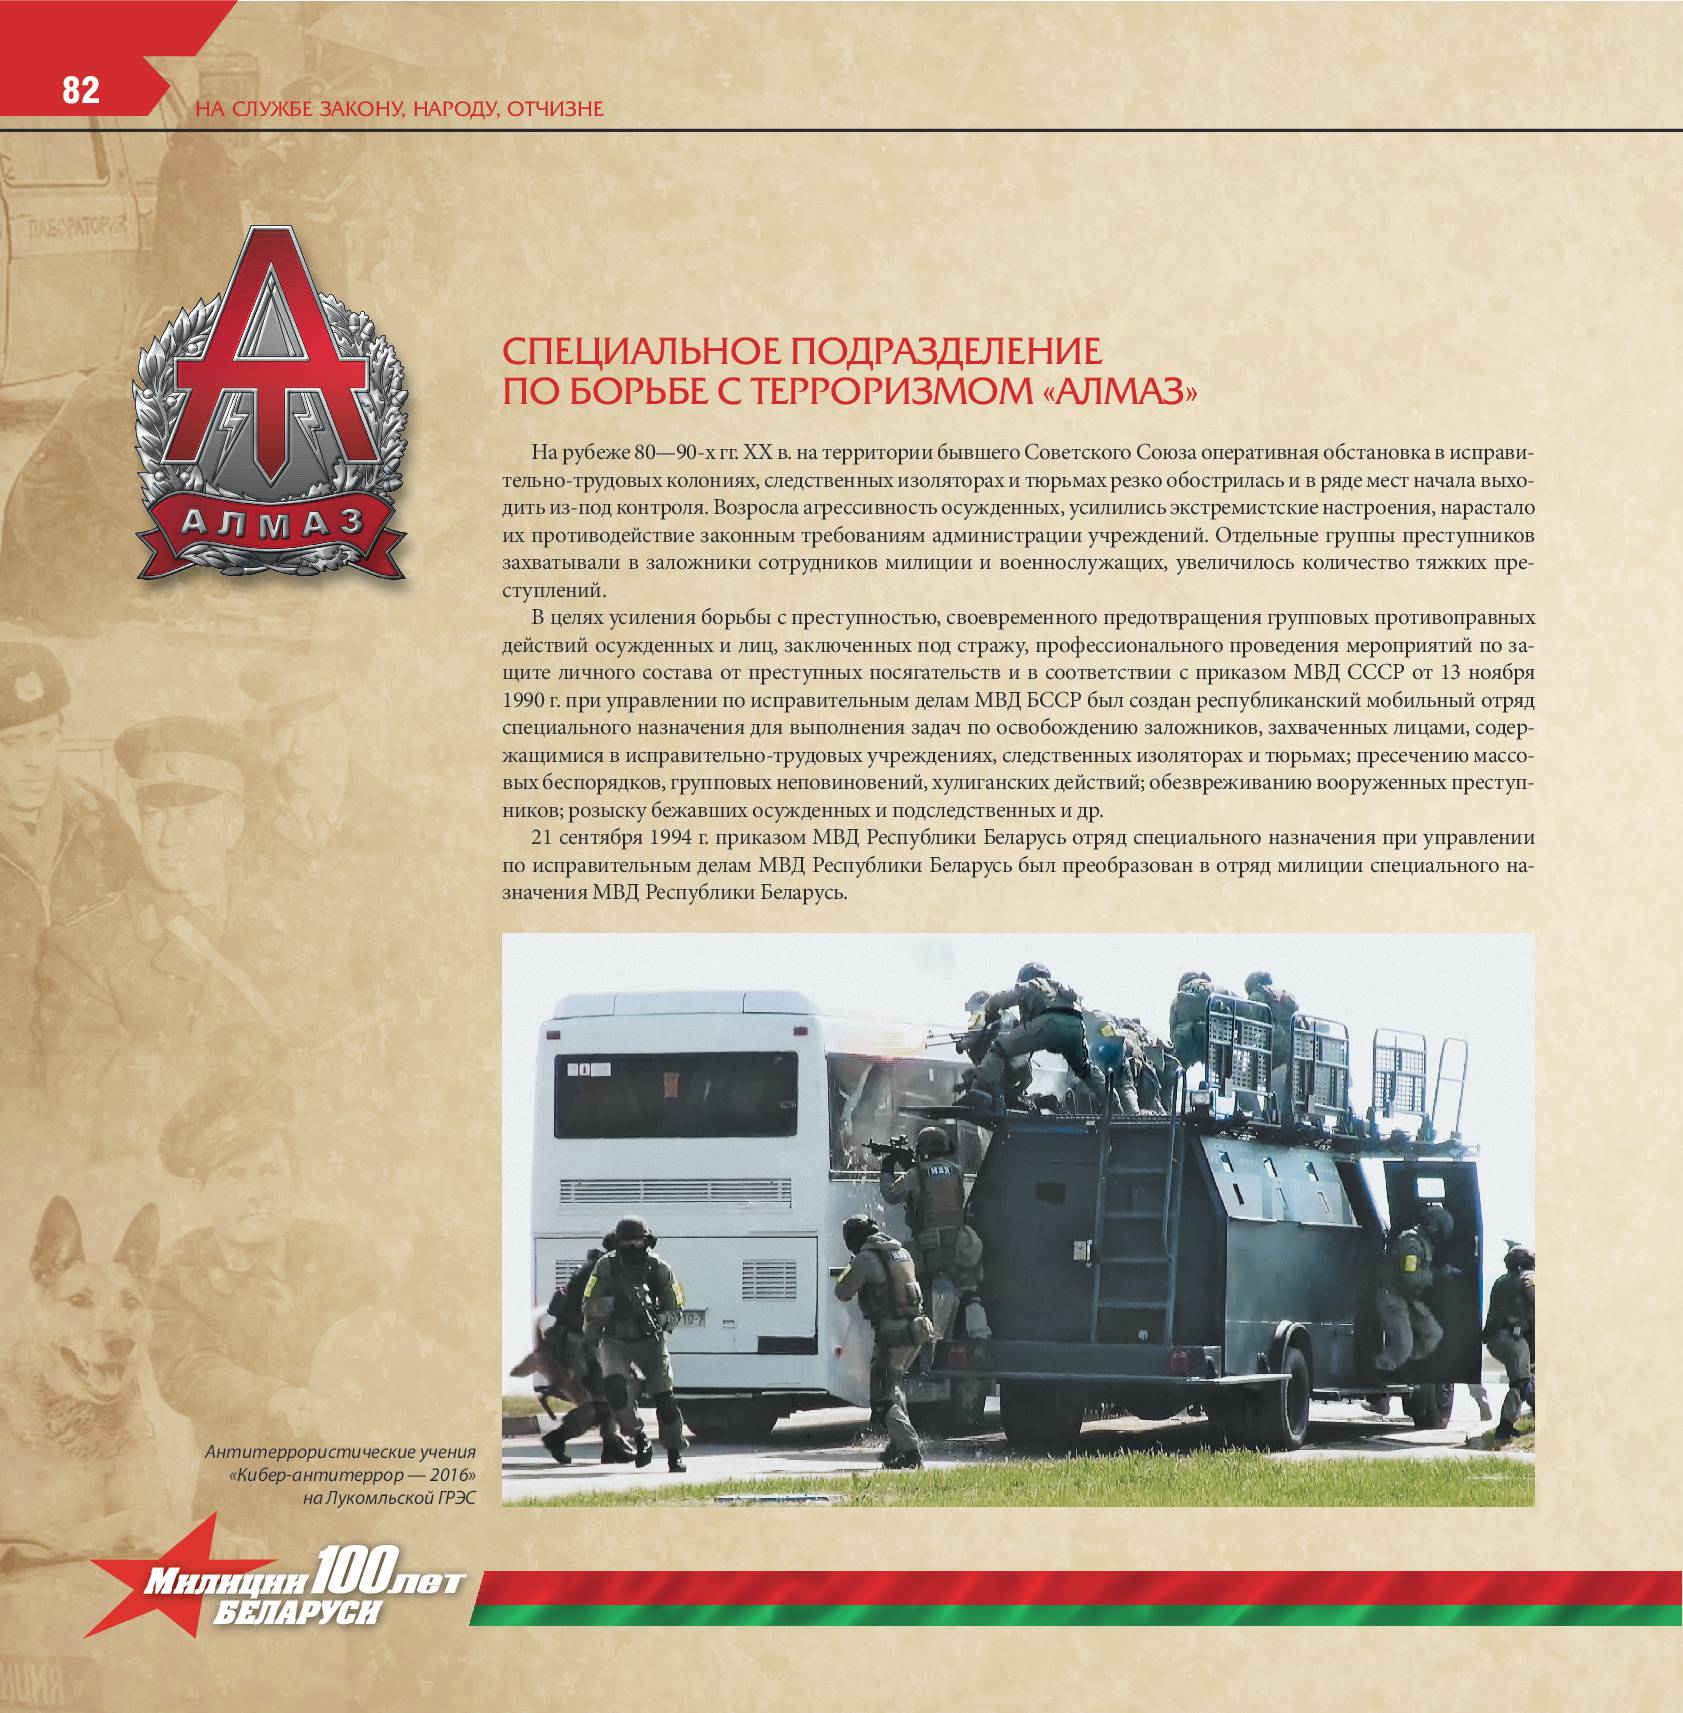 82
НА СЛУЖБЕ ЗАКОНУ, НАРОДУ, ОТЧИЗНЕ
ЛАБОРАТОРИЯ
АЛМАЗ
СПЕЦИАЛЬНОЕ ПОДРАЗДЕЛЕНИЕ
ПО БОРЬБЕ С ТЕРРОРИЗМОМ «АЛМАЗ»
На рубеже 80—90-х гг. XX в. на территории бывшего Советского Союза оперативная обстановка в исправи-
тельно-трудовых колониях, следственных изоляторах и тюрьмах резко обострилась и в ряде мест начала выхо-
дить из-под контроля. Возросла агрессивность осужденных, усилились экстремистские настроения, нарастало
их противодействие законным требованиям администрации учреждений. Отдельные группы преступников
захватывали в заложники сотрудников милиции и военнослужащих, увеличилось количество тяжких пре-
ступлений.
В целях усиления борьбы с преступностью, своевременного предотвращения групповых противоправных
действий осужденных и лиц, заключенных под стражу, профессионального проведения мероприятий по за-
щите личного состава от преступных посягательств и в соответствии с приказом МВД СССР от 13 ноября
1990 г. при управлении по исправительным делам МВД БССР был создан республиканский мобильный отряд
специального назначения для выполнения задач по освобождению заложников, захваченных лицами, содер-
жащимися в исправительно-трудовых учреждениях, следственных изоляторах и тюрьмах; пресечению массо-
вых беспорядков, групповых неповиновений, хулиганских действий; обезвреживанию вооруженных преступ-
ников; розыску бежавших осужденных и подследственных и др.
21 сентября 1994 г. приказом МВД Республики Беларусь отряд специального назначения при управлении
по исправительным делам МВД Республики Беларусь был преобразован в отряд милиции специального на-
значения МВД Республики Беларусь.
МВД
Антитеррористические учения
«Кибер-антитеррор — 2016»
на Лукомльской ГРЭС
Милиции 100 лет
БЕЛАРУСИ